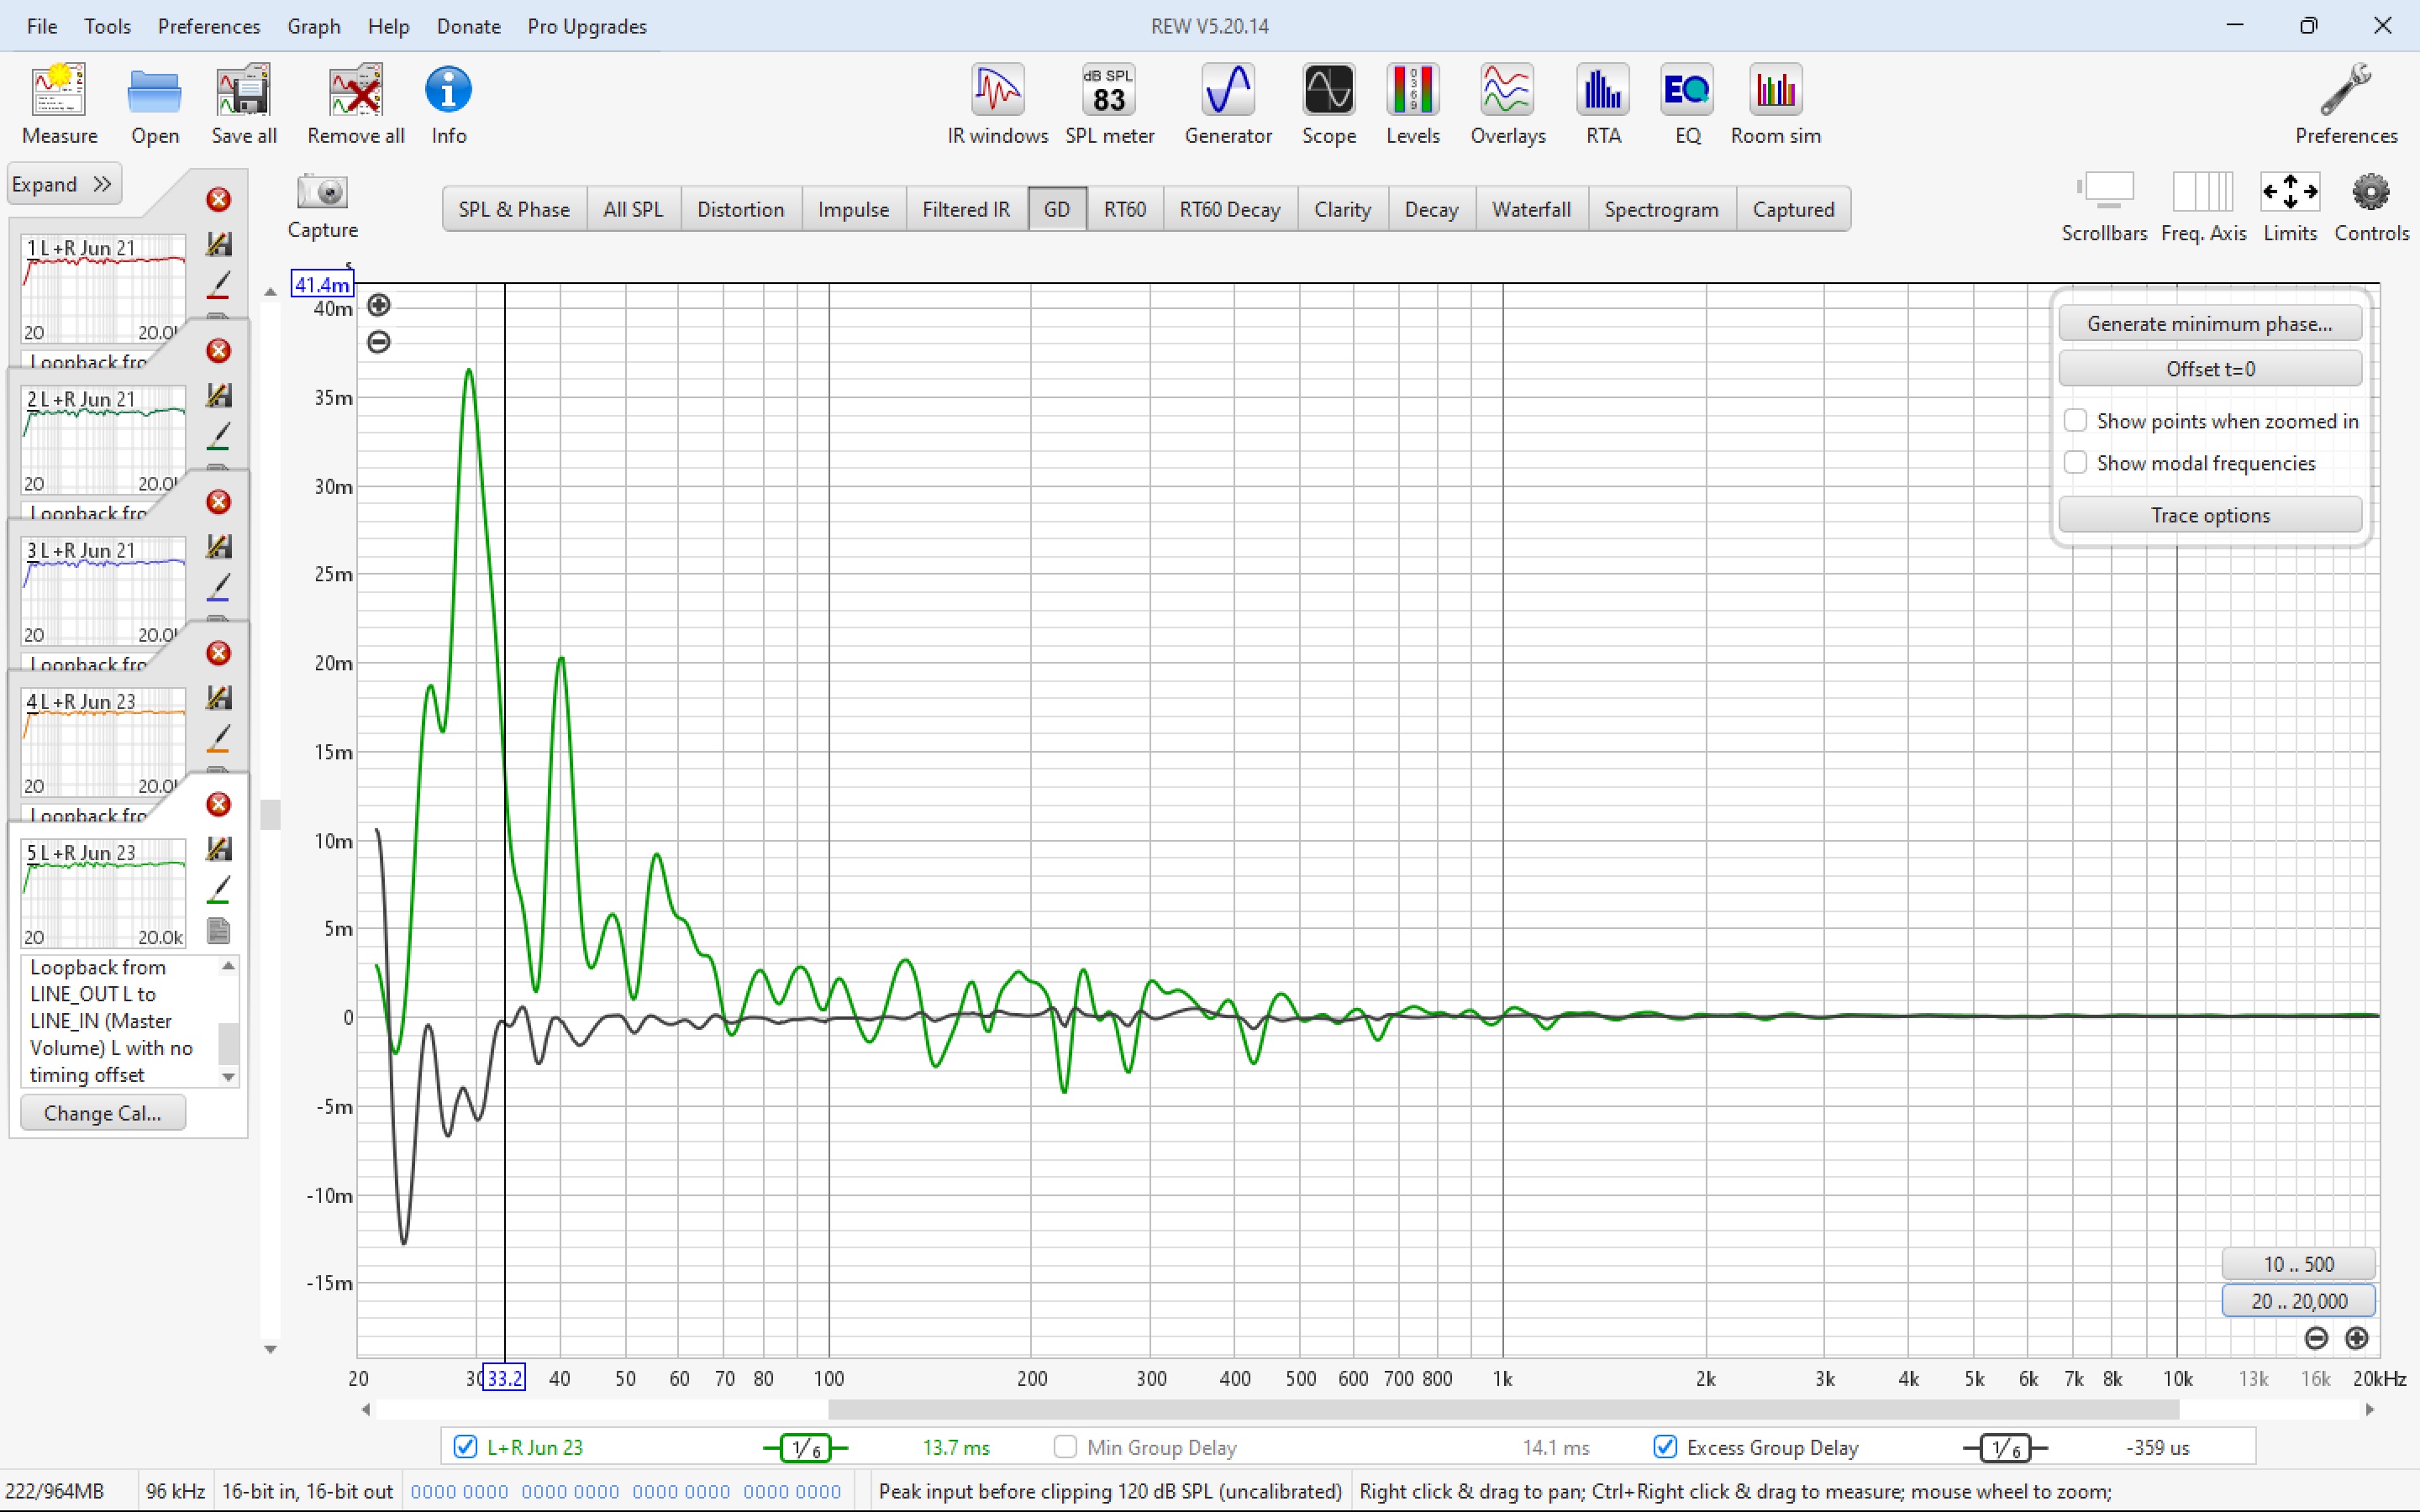 File Tools Preferences Graph Help Donate Pro Upgrades REW V5.20.14
Measure Open Save all Remove all Info
dB SPL
83
0 3 6 9
EQ
IR windows SPL meter Generator Scope Levels Overlays RTA EQ Room sim Preferences
Expand
Capture
SPL & Phase All SPL Distortion Impulse Filtered IR GD RT60 RT60 Decay Clarity Decay Waterfall Spectrogram Captured
Scrollbars Freq. Axis Limits Controls
1 L+R Jun 21
20 20.0
Loopback fro
2 L+R Jun 21
20 20.0
Loopback fro
3 L+R Jun 21
20 20.0
Loopback fro
4 L+R Jun 23
20 20.0
Loopback fro
5 L+R Jun 23
20 20.0k
Loopback from
LINE_OUT L to
LINE_IN (Master
Volume) L with no
timing offset
Change Cal...
s
41.4m
40m
35m
30m
25m
20m
15m
10m
5m
0
-5m
-10m
-15m
Generate minimum phase...
Offset t=0
Show points when zoomed in
Show modal frequencies
Trace options
10 .. 500
20 .. 20,000
20 30 33.2 40 50 60 70 80 100 200 300 400 500 600 700 800 1k 2k 3k 4k 5k 6k 7k 8k 10k 13k 16k 20kHz
L+R Jun 23 1/6 13.7 ms Min Group Delay 14.1 ms Excess Group Delay 1/6 -359 us
222/964MB 96 kHz 16-bit in, 16-bit out 0000 0000 0000 0000 0000 0000 0000 0000 Peak input before clipping 120 dB SPL (uncalibrated) Right click & drag to pan; Ctrl+Right click & drag to measure; mouse wheel to zoom;